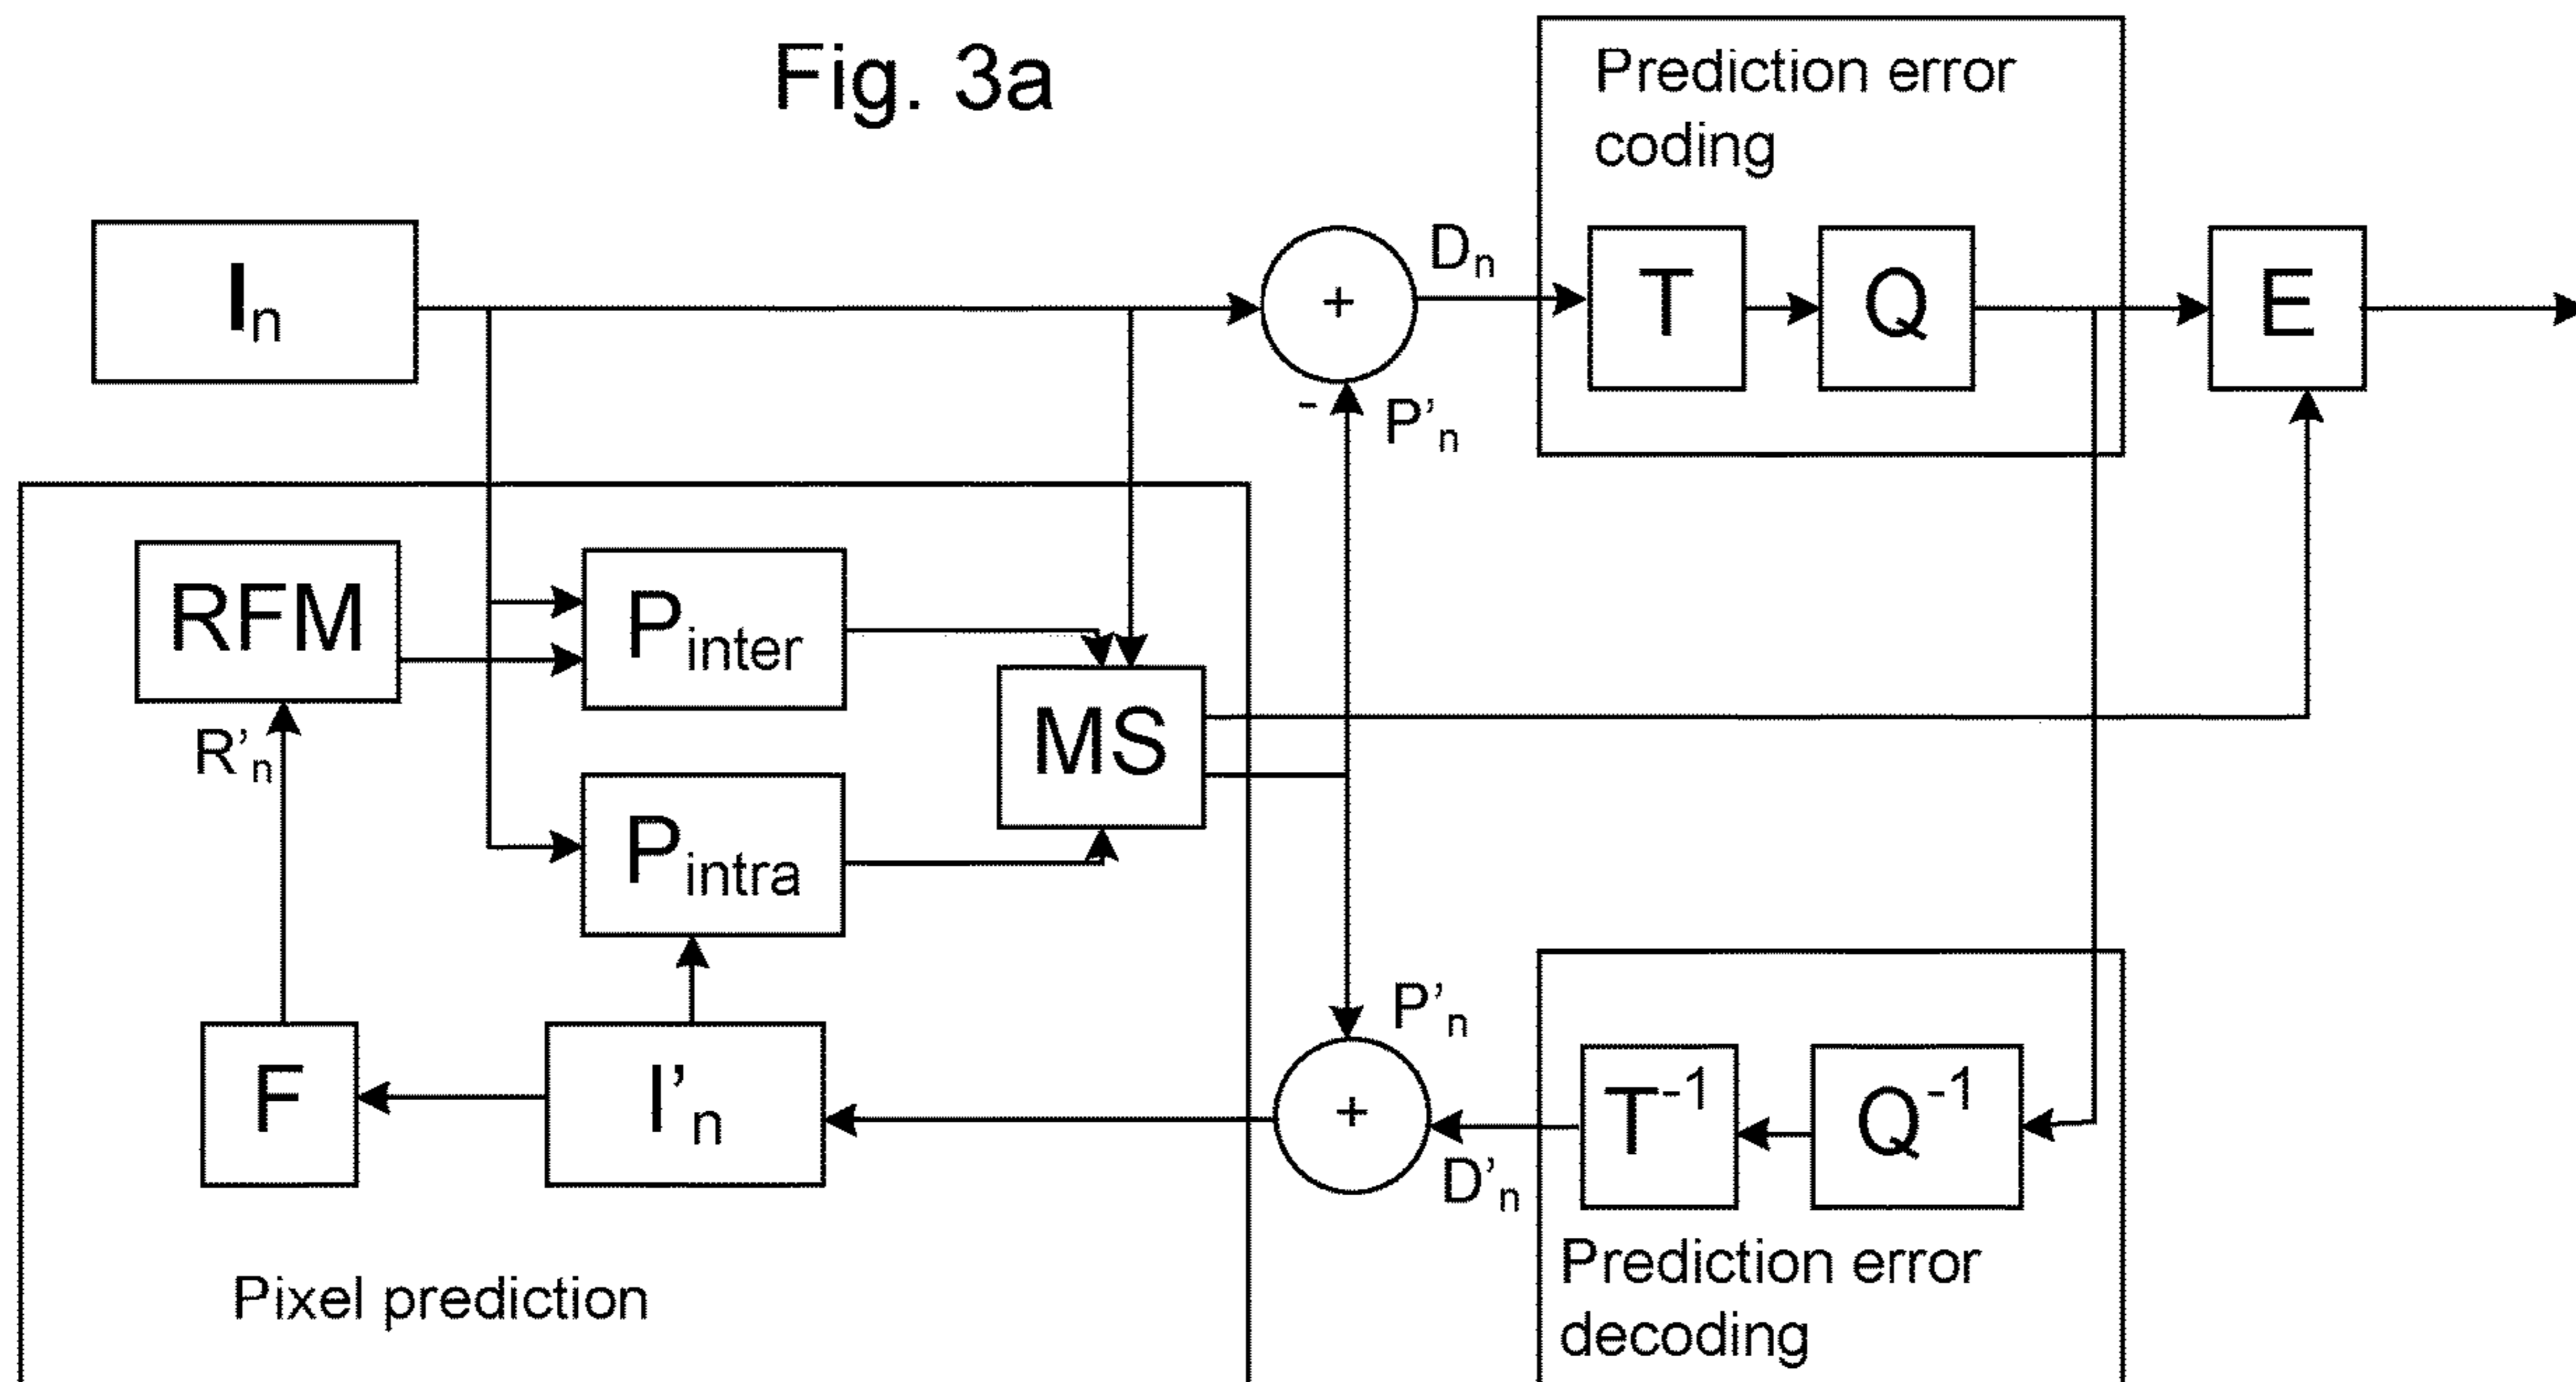 Fig. 3a
Prediction error
coding
Iₙ
+
Dₙ
T
Q
E
-
P’ₙ
RFM
Pinter
MS
R’ₙ
Pintra
P’ₙ
F
I’ₙ
+
D’ₙ
T⁻¹
Q⁻¹
Prediction error
decoding
Pixel prediction